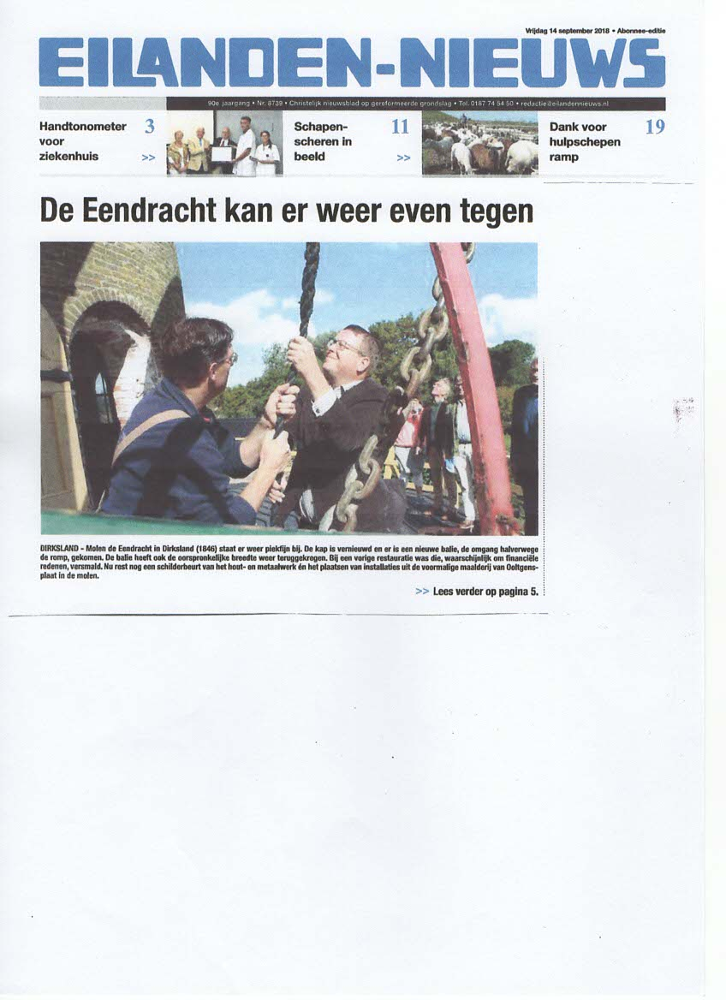 Vrijdag 14 september 2018 • Abonnee-editie
EILANDEN-NIEUWS
90e jaargang • Nr. 8739 • Christelijk nieuwsblad op gereformeerde grondslag • Tel. 0187 74 54 50 • redactie@eilandennieuws.nl
Handtonometer 3
voor
ziekenhuis >>
Schapen- 11
scheren in
beeld >>
Dank voor 19
hulpschepen
ramp
De Eendracht kan er weer even tegen
DIRKSLAND - Molen de Eendracht in Dirksland (1846) staat er weer piekfijn bij. De kap is vernieuwd en er is een nieuwe balie, de omgang halverwege
de romp, gekomen. De balie heeft ook de oorspronkelijke breedte weer teruggekregen. Bij een vorige restauratie was die, waarschijnlijk om financiële
redenen, versmald. Nu rest nog een schilderbeurt van het hout- en metaalwerk én het plaatsen van installaties uit de voormalige maalderij van Ooltgens-
plaat in de molen.
>> Lees verder op pagina 5.